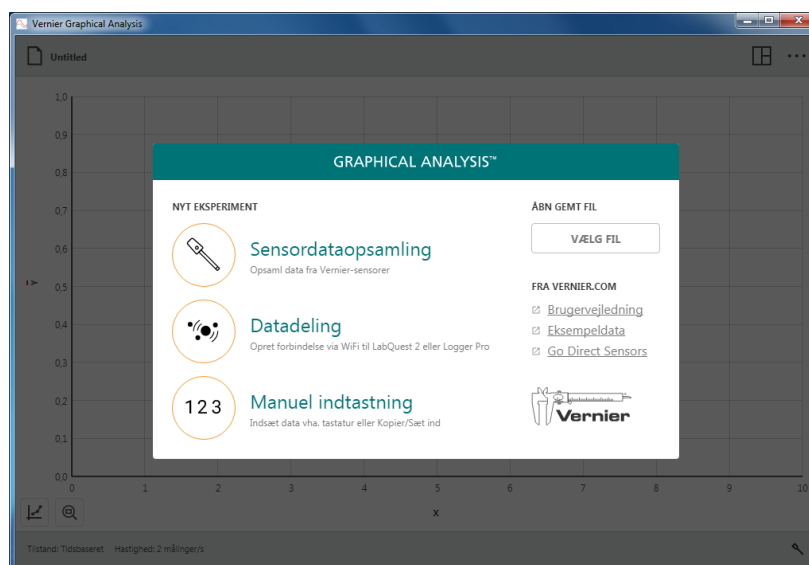 Vernier Graphical Analysis
Untitled
GRAPHICAL ANALYSIS™
NYT EKSPERIMENT
Sensordataopsamling
Opsaml data fra Vernier-sensorer
Datadeling
Opret forbindelse via WiFi til LabQuest 2 eller Logger Pro
123
Manuel indtastning
Indsæt data vha. tastatur eller Kopier/Sæt ind
ÅBN GEMT FIL
VÆLG FIL
FRA VERNIER.COM
Brugervejledning
Eksempeldata
Go Direct Sensors
Vernier
1,0
0,9
0,8
0,7
0,6
0,5
0,4
0,3
0,2
0,1
0,0
Y
0 1 2 3 4 5 6 7 8 9 10
X
Tilstand: Tidsbaseret Hastighed: 2 målinger/s